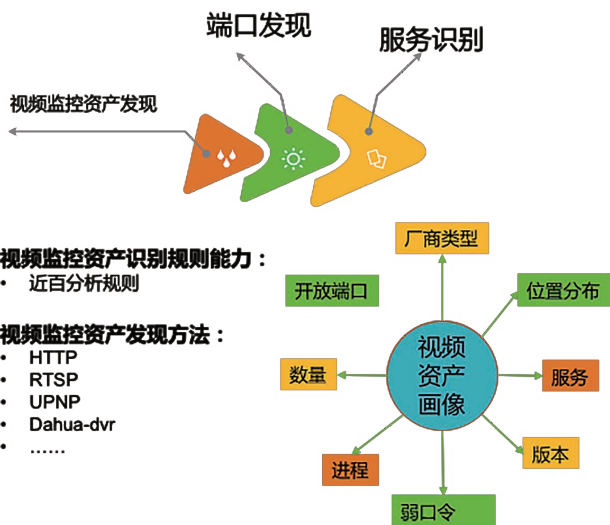 端口发现
服务识别
视频监控资产发现
视频监控资产识别规则能力：
• 近百分析规则
视频监控资产发现方法：
• HTTP
• RTSP
• UPNP
• Dahua-dvr
• ……
厂商类型
开放端口
位置分布
视频
资产
画像
数量
服务
版本
进程
弱口令